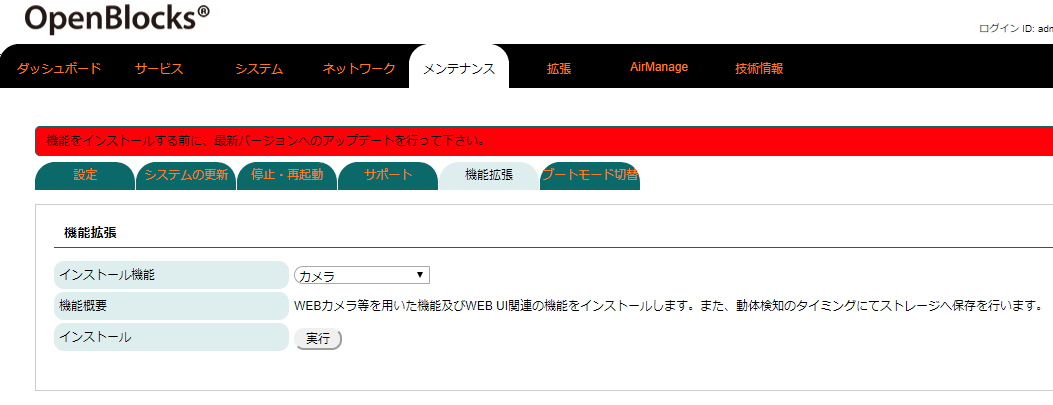 OpenBlocks®
ログイン ID: adm
ダッシュボード サービス システム ネットワーク メンテナンス 拡張 AirManage 技術情報
機能をインストールする前に、最新バージョンへのアップデートを行って下さい。
設定 システムの更新 停止・再起動 サポート 機能拡張 ブートモード切替
機能拡張
インストール機能 カメラ
機能概要 WEBカメラ等を用いた機能及びWEB UI関連の機能をインストールします。また、動体検知のタイミングにてストレージへ保存を行います。
インストール 実行